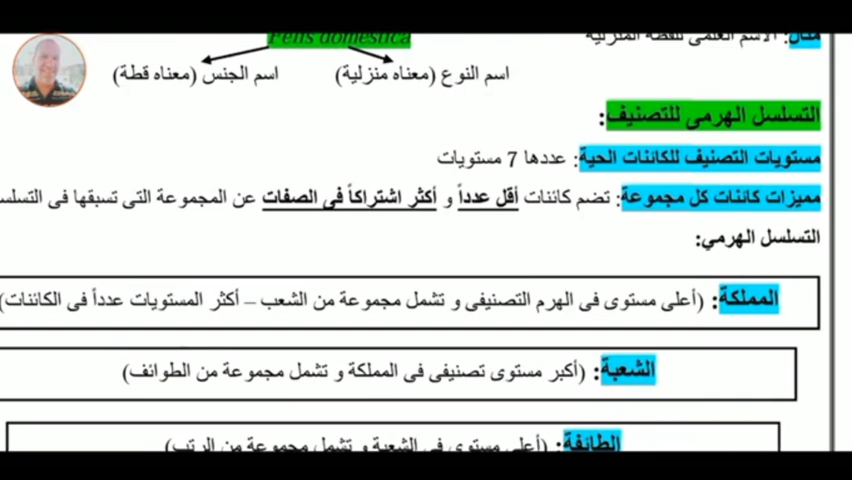 مثال: الاسم العلمى للقطة المنزلية
Felis domestica
اسم النوع (معناه منزلية) اسم الجنس (معناه قطة)
التسلسل الهرمى للتصنيف:
مستويات التصنيف للكائنات الحية: عددها 7 مستويات
مميزات كائنات كل مجموعة: تضم كائنات أقل عدداً و أكثر اشتراكاً فى الصفات عن المجموعة التى تسبقها فى التسلس
التسلسل الهرمي:
المملكة: (أعلى مستوى فى الهرم التصنيفى و تشمل مجموعة من الشعب – أكثر المستويات عدداً فى الكائنات)
الشعبة: (أكبر مستوى تصنيفى فى المملكة و تشمل مجموعة من الطوائف)
الطائفة: (أعلى مستوى فى الشعبة و تشمل مجموعة من الرتب)